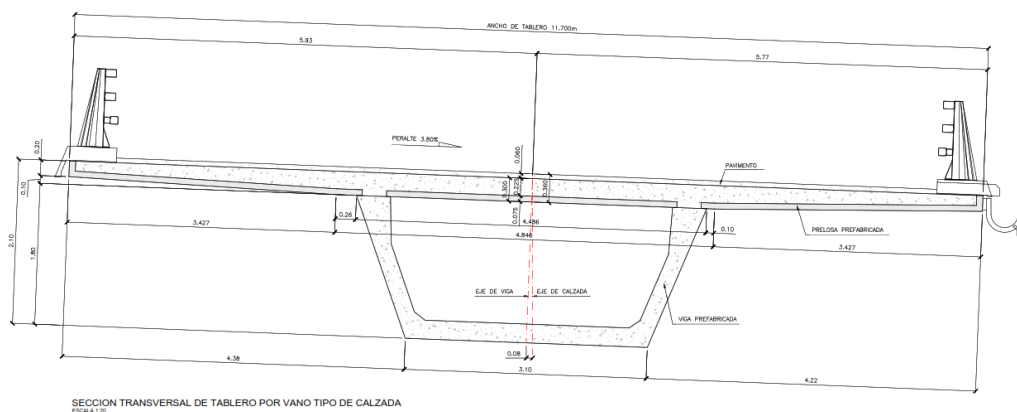 ANCHO DE TABLERO 11.700m
5.93
5.77
PERALTE 3.80%
0.20
0.10
2.10
1.80
0.060
0.300
0.225
0.360
0.075
PAVIMENTO
PRELOSA PREFABRICADA
3.427
0.26
4.486
4.846
0.10
3.427
EJE DE VIGA
EJE DE CALZADA
VIGA PREFABRICADA
0.08
4.38
3.10
4.22
SECCION TRANSVERSAL DE TABLERO POR VANO TIPO DE CALZADA
ESCALA 1:20